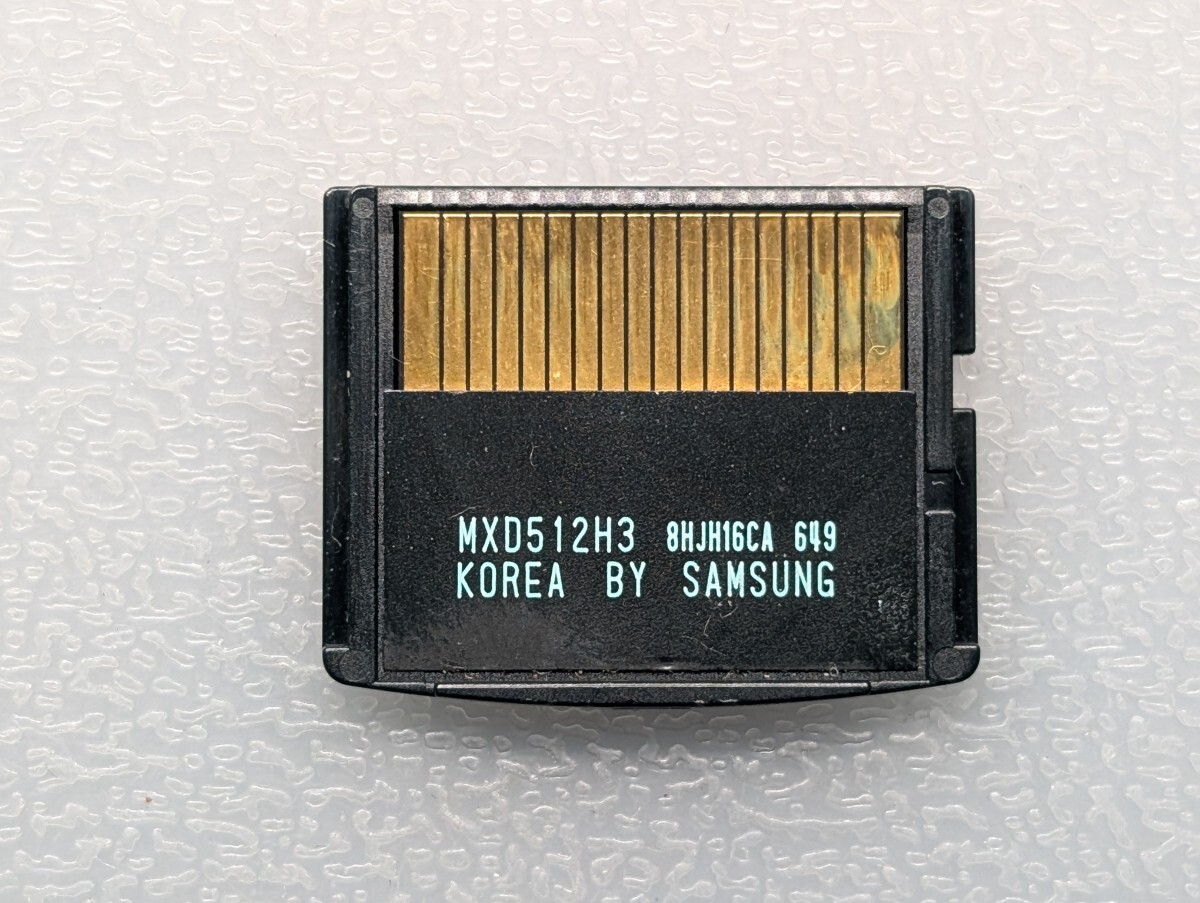 MXD512H3 8HJH16CA 649
KOREA BY SAMSUNG